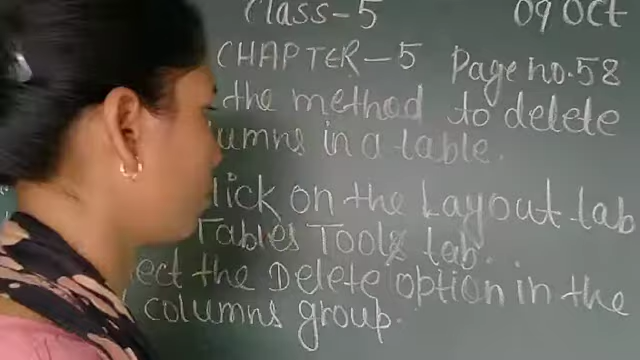 Class-5 09 Oct
CHAPTER-5 Page no.58
the method to delete
umns in a table.
lick on the Layout tab
Tables Tools tab.
ect the Delete option in the
columns group.